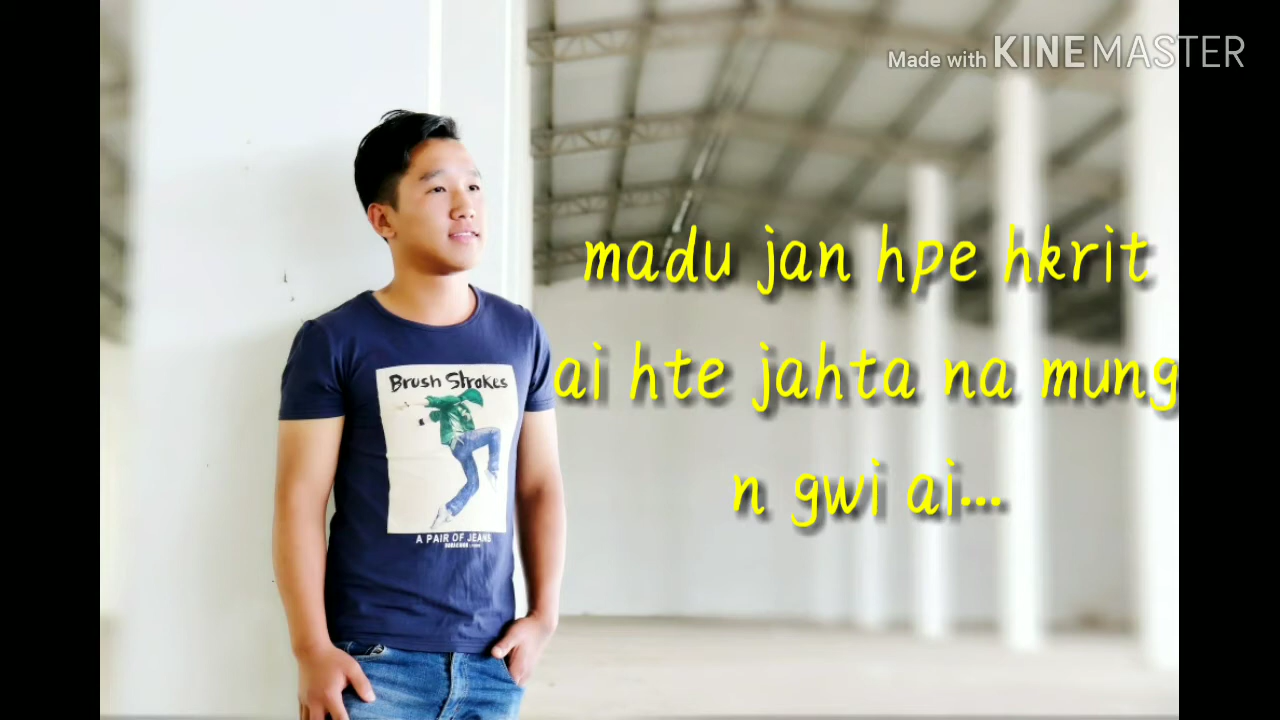 Made with KINEMASTER
madu jan hpe hkrit
ai hte jahta na mung
n gwi ai...
Brush Strokes
A PAIR OF JEANS